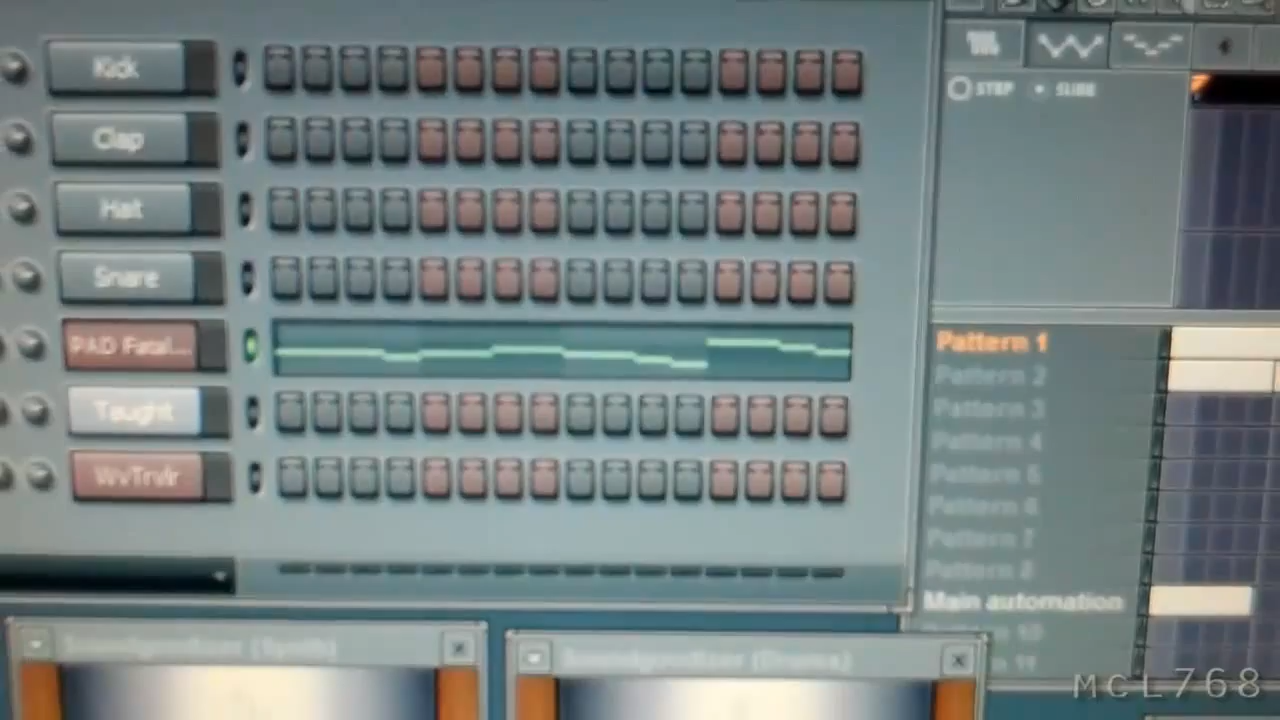 Kick
Clap
Hat
Snare
PAD Fatal...
Taught
WvTrvlr
STEP
SLIDE
Pattern 1
Pattern 2
Pattern 3
Pattern 4
Pattern 5
Pattern 6
Pattern 7
Pattern 8
Main automation
MCL768